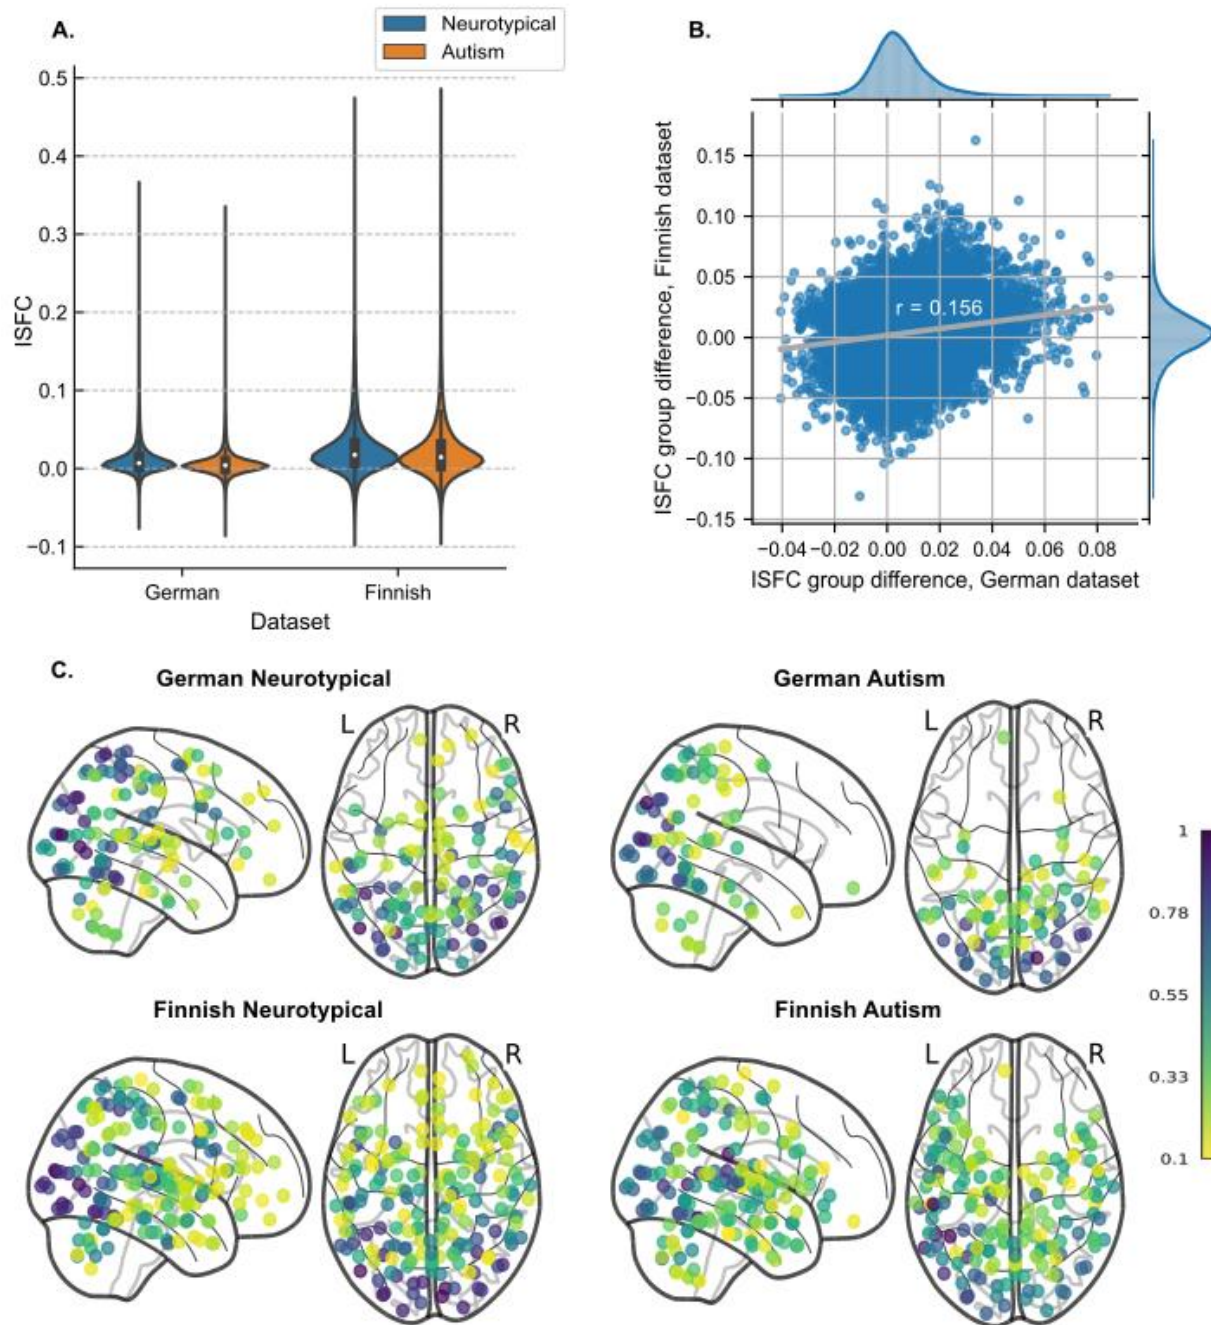 A.
Neurotypical
Autism
0.5
0.4
0.3
0.2
0.1
0.0
−0.1
ISFC
German
Finnish
Dataset
B.
ISFC group difference, Finnish dataset
0.15
0.10
0.05
0.00
−0.05
−0.10
−0.15
r = 0.156
−0.04 −0.02 0.00 0.02 0.04 0.06 0.08
ISFC group difference, German dataset
C.
German Neurotypical
L R
German Autism
L R
Finnish Neurotypical
L R
Finnish Autism
L R
1
0.78
0.55
0.33
0.1